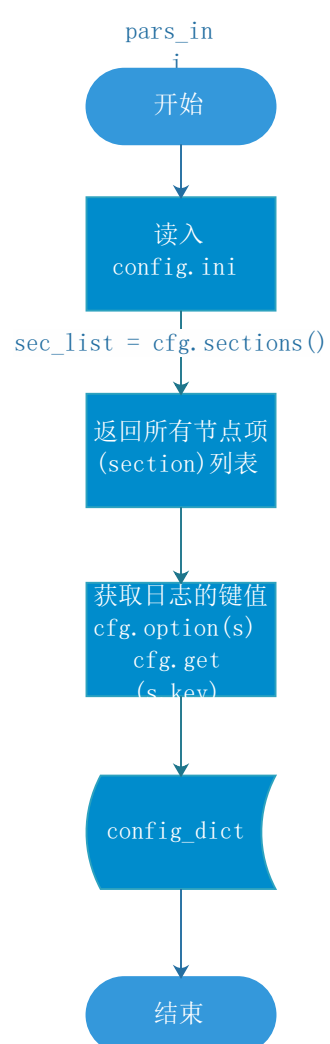 pars_in
i
开始
读入
config.ini
sec_list = cfg.sections()
返回所有节点项
(section)列表
获取日志的键值
cfg.option(s)
cfg.get
(s,key)
config_dict
结束